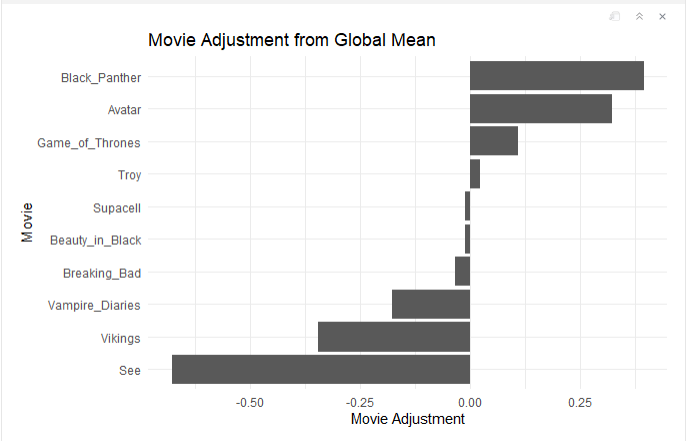 Movie Adjustment from Global Mean
Black_Panther
Avatar
Game_of_Thrones
Troy
Supacell
Beauty_in_Black
Breaking_Bad
Vampire_Diaries
Vikings
See
Movie
-0.50 -0.25 0.00 0.25
Movie Adjustment